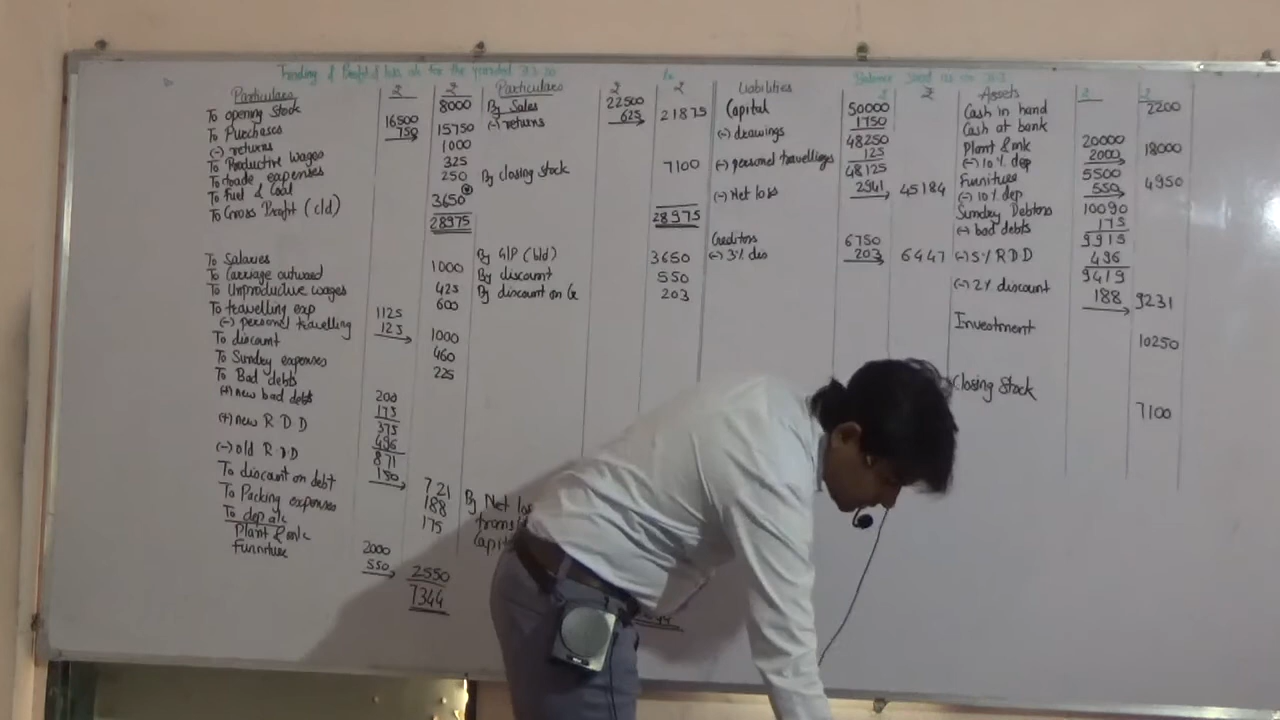 Trading & Profit & loss a/c for the year ended 31.3.20
Particulars ₹ ₹ Particulars ₹ ₹
To opening Stock 8000 By Sales 22500
To Purchases 16500 (-) returns 625 21875
(-) returns 750 15750
To Productive wages 1000
To trade expenses 325 By closing stock 7100
To fuel & Coal 250
To Gross Profit (c/d) 3650
28975 28975
To Salaries 1000 By G/P (b/d) 3650
To Carriage outward 425 By discount 550
To Unproductive wages 600 By discount on Cr 203
To travelling exp 1125
(-) personal travelling 125 1000
To discount 460
To Sundry expenses 225
To Bad debts 200
(+) new bad debts 175
375
(+) new R D D 496
871
(-) old R D D 150 721
To discount on debt 188 By Net
To Packing expenses 175
To dep a/c
Plant & m/c 2000
Furniture 550 2550
7344
Balance Sheet as on 31.3
Liabilities ₹ ₹ Assets ₹ ₹
Capital 50000 Cash in hand 2200
(-) drawings 1750 Cash at bank
48250 Plant & mk 20000
(-) personal travellings 125 (-) 10% dep 2000 18000
48125 Furniture 5500
(-) Net loss 2941 45184 (-) 10% dep 550 4950
Sundry Debtors 10090
(-) bad debts 175
Creditors 6750 9915
(-) 3% dis 203 6447 (-) 5% RDD 496
9419
(-) 2% discount 188 9231
Investment 10250
Closing Stock 7100